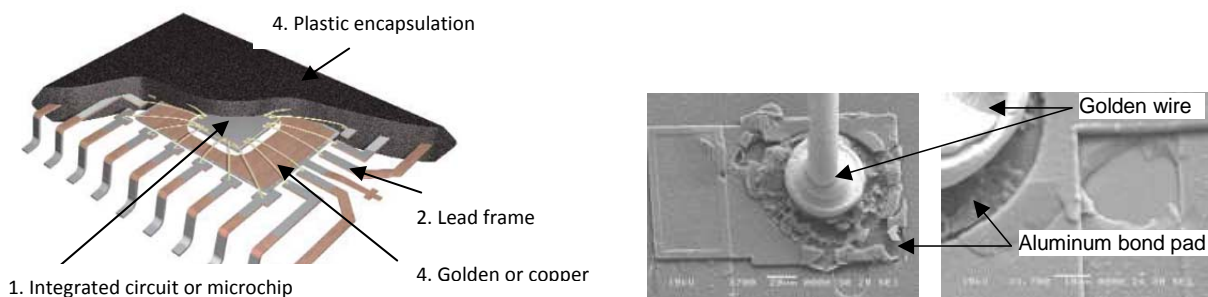 4. Plastic encapsulation
2. Lead frame
4. Golden or copper
1. Integrated circuit or microchip
Golden wire
Aluminum bond pad